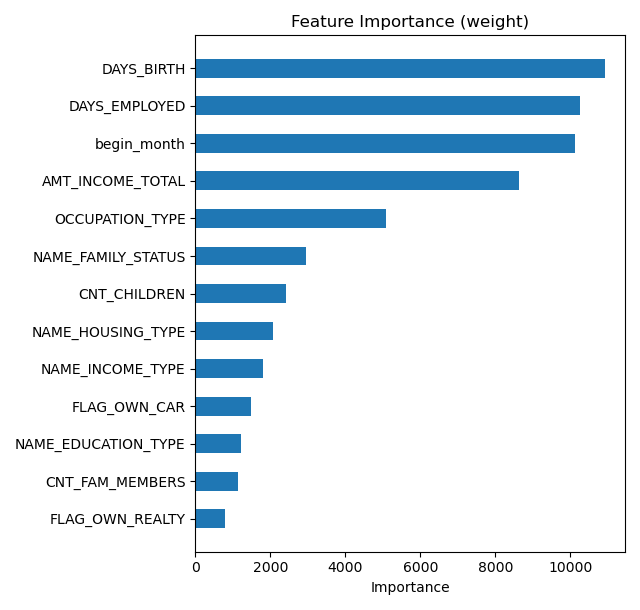 Feature Importance (weight)
DAYS_BIRTH
DAYS_EMPLOYED
begin_month
AMT_INCOME_TOTAL
OCCUPATION_TYPE
NAME_FAMILY_STATUS
CNT_CHILDREN
NAME_HOUSING_TYPE
NAME_INCOME_TYPE
FLAG_OWN_CAR
NAME_EDUCATION_TYPE
CNT_FAM_MEMBERS
FLAG_OWN_REALTY
0 2000 4000 6000 8000 10000
Importance